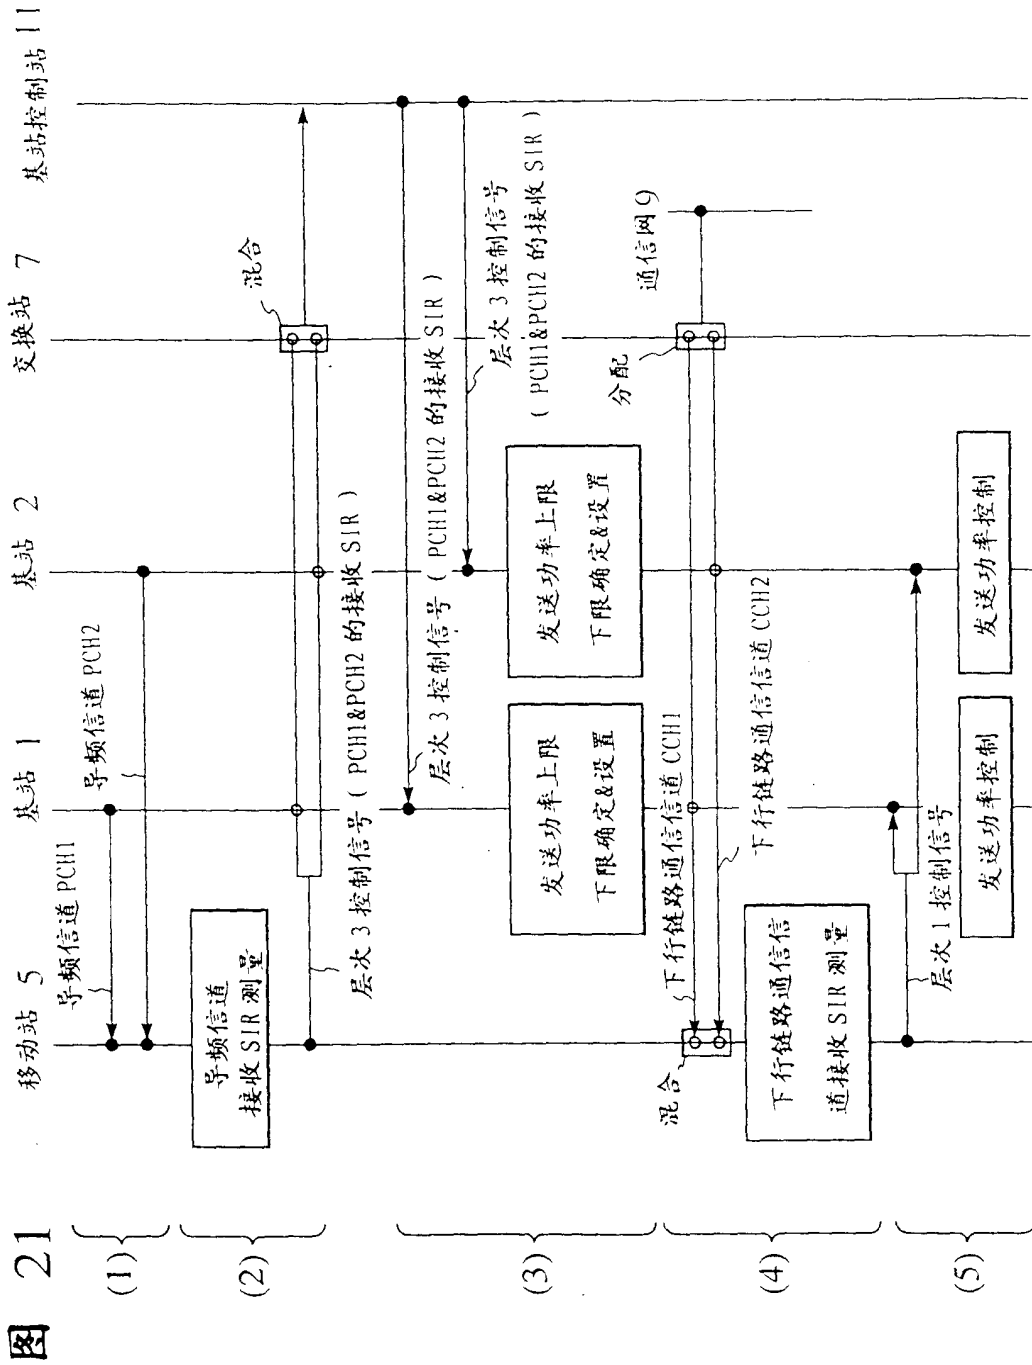 图 21
移动站 5
基站 1
基站 2
交换站 7
基站控制站 11
(1)
导频信道 PCH1
导频信道 PCH2
(2)
导频信道
接收 SIR 测量
混合
层次 3 控制信号 ( PCH1&PCH2 的接收 SIR )
(3)
层次 3 控制信号 ( PCH1&PCH2 的接收 SIR )
层次 3 控制信号
( PCH1&PCH2 的接收 SIR )
发送功率上限
下限确定&设置
发送功率上限
下限确定&设置
(4)
通信网 9
分配
下行链路通信信道 CCH1
混合
下行链路通信信道 CCH2
下行链路通信信
道接收 SIR 测量
(5)
层次 1 控制信号
发送功率控制
发送功率控制